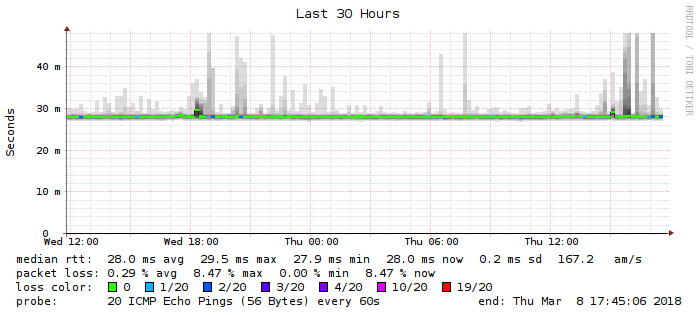 Last 30 Hours
RRDTOOL / TOBI OETIKER
Seconds
40 m
30 m
20 m
10 m
0
Wed 12:00 Wed 18:00 Thu 00:00 Thu 06:00 Thu 12:00
median rtt: 28.0 ms avg 29.5 ms max 27.9 ms min 28.0 ms now 0.2 ms sd 167.2 am/s
packet loss: 0.29 % avg 8.47 % max 0.00 % min 8.47 % now
loss color: 0 1/20 2/20 3/20 4/20 10/20 19/20
probe: 20 ICMP Echo Pings (56 Bytes) every 60s end: Thu Mar 8 17:45:06 2018